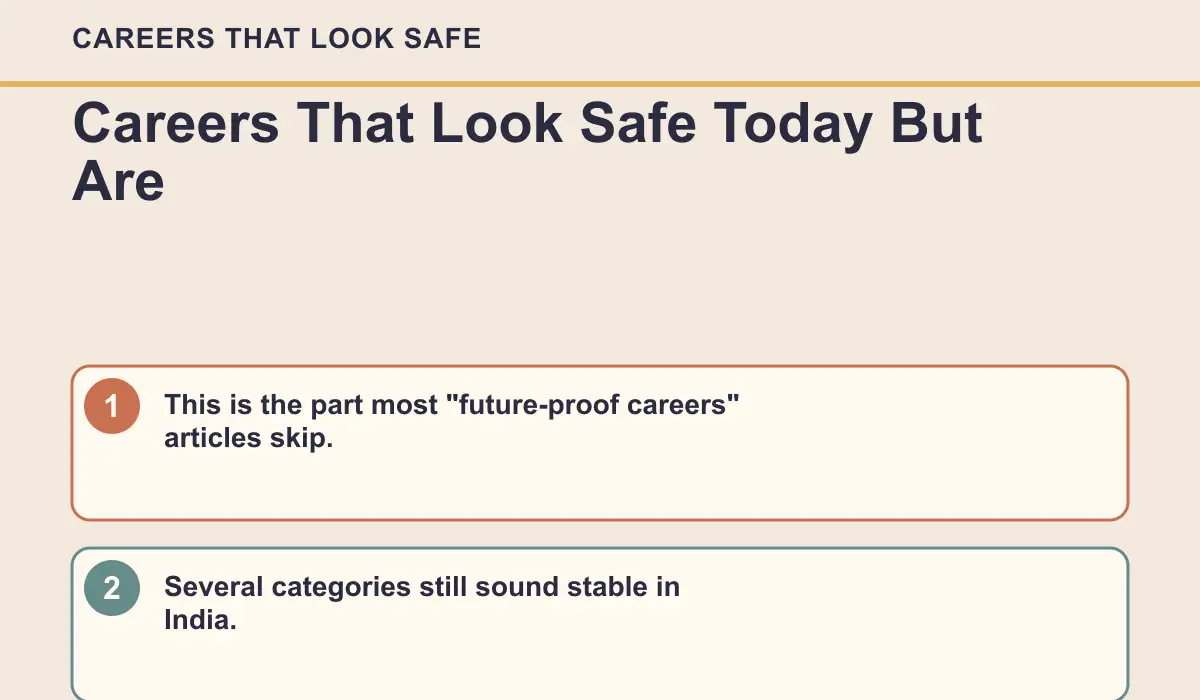 CAREERS THAT LOOK SAFE
Careers That Look Safe Today But
Are
1
This is the part most "future-proof careers"
articles skip.
2
Several categories still sound stable in
India.